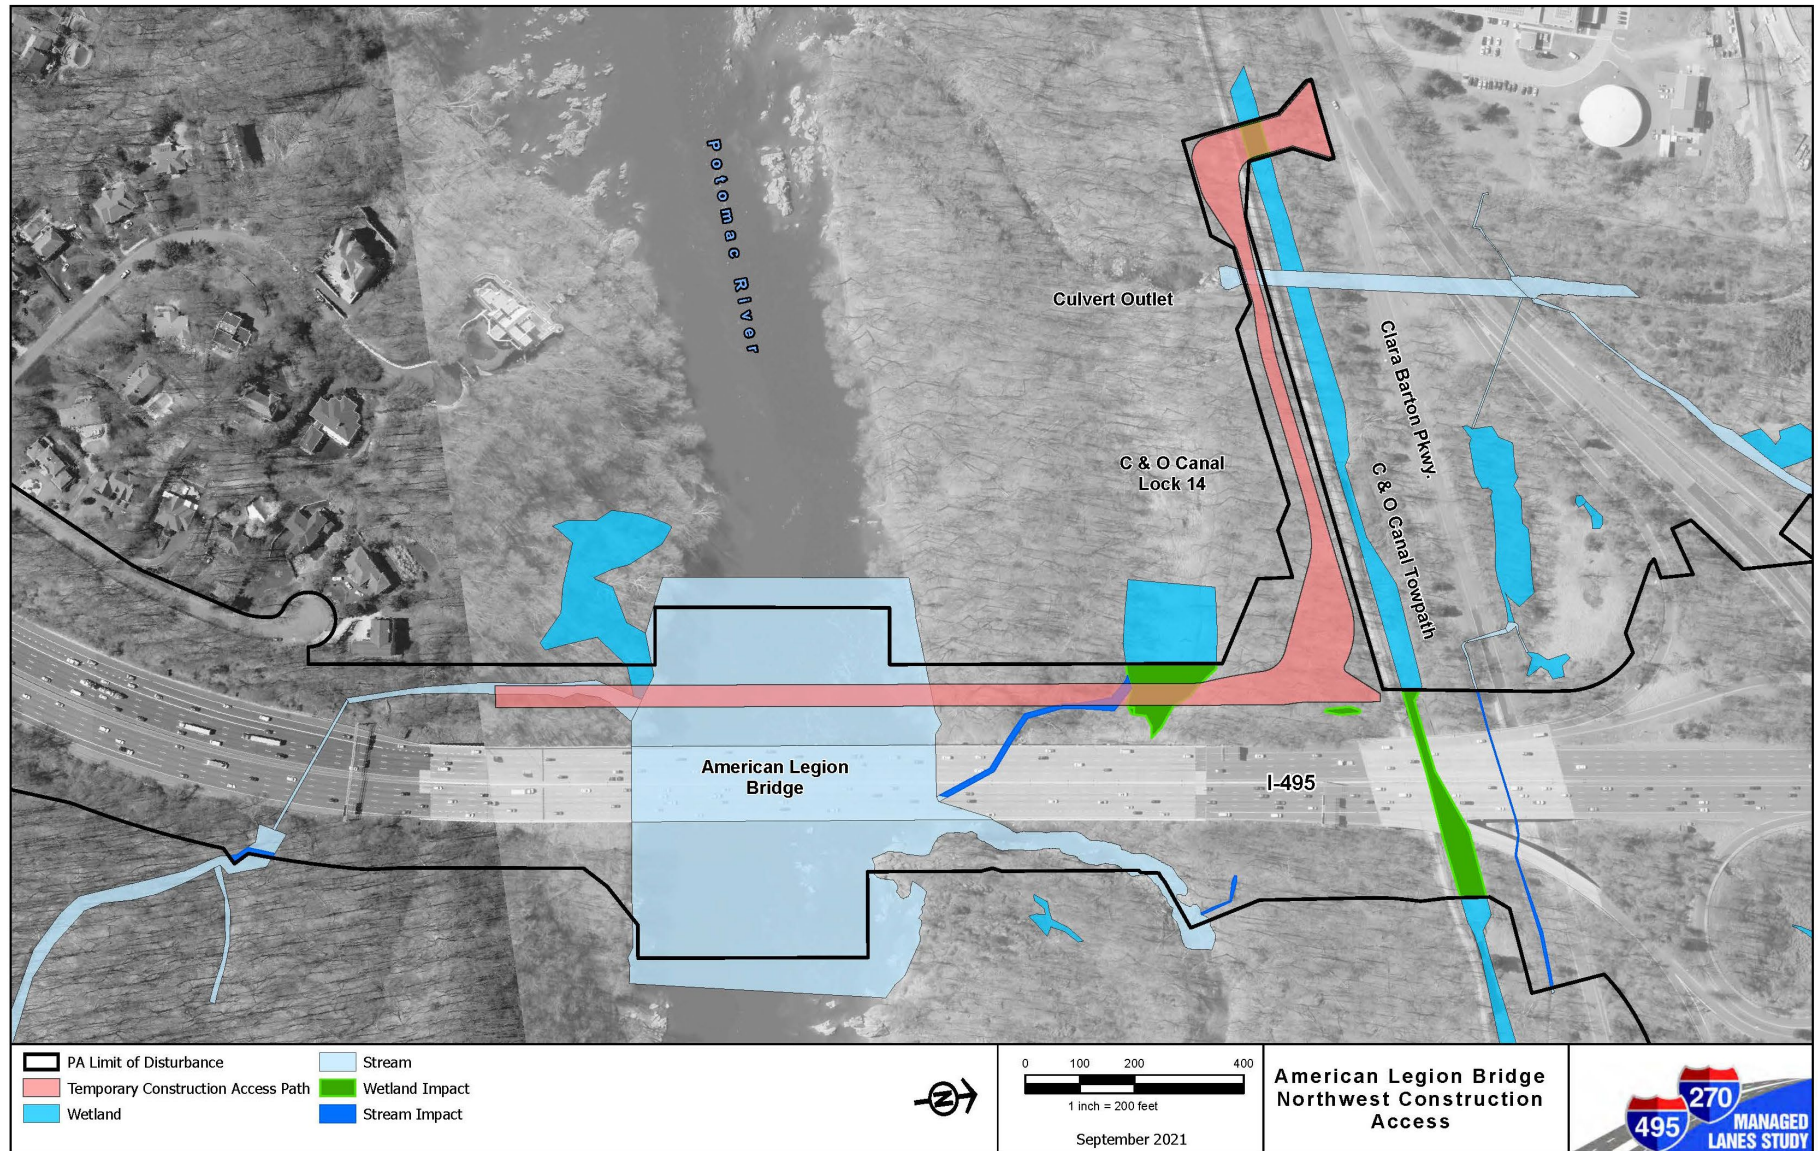 Potomac River
Culvert Outlet
Clara Barton Pkwy.
C & O Canal
Lock 14
C & O Canal Towpath
American Legion
Bridge
I-495
PA Limit of Disturbance
Temporary Construction Access Path
Wetland
Stream
Wetland Impact
Stream Impact
N
0 100 200 400
1 inch = 200 feet
September 2021
American Legion Bridge
Northwest Construction
Access
270
495
MANAGED
LANES STUDY